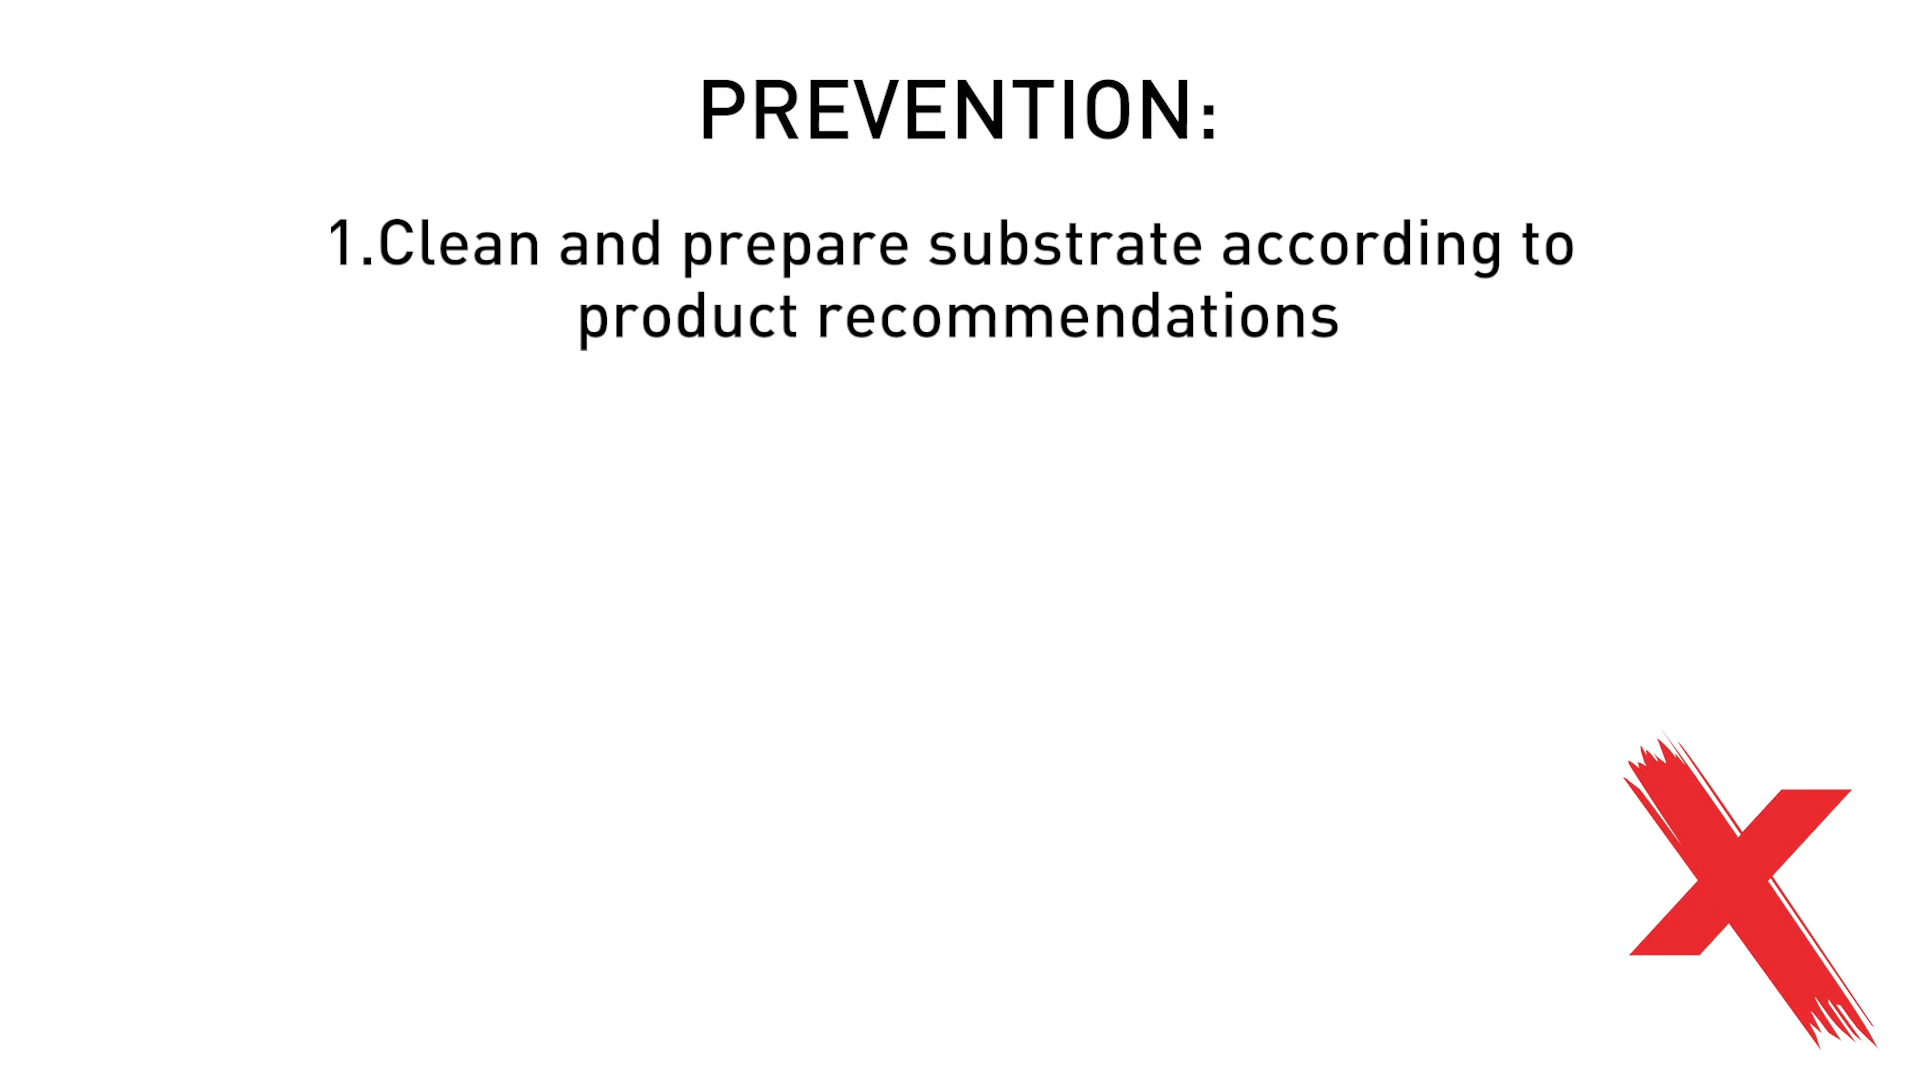 PREVENTION:
1.Clean and prepare substrate according to
product recommendations